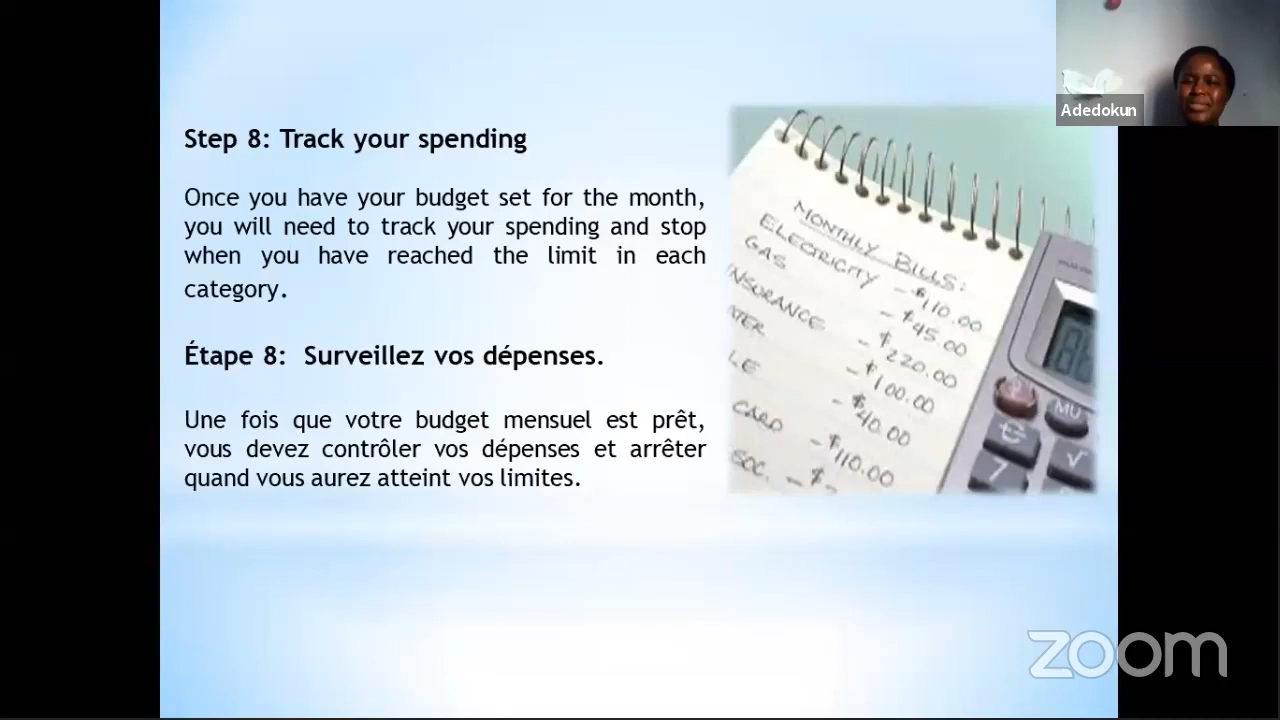 Step 8: Track your spending
Once you have your budget set for the month,
you will need to track your spending and stop
when you have reached the limit in each
category.
Étape 8: Surveillez vos dépenses.
Une fois que votre budget mensuel est prêt,
vous devez contrôler vos dépenses et arrêter
quand vous aurez atteint vos limites.
MONTHLY BILLS:
ELECTRICITY - $110.00
GAS - $45.00
INSURANCE - $220.00
- $100.00
- $40.00
CARD - $110.00
SOC. - $
MU
√
7
Adedokun
zoom